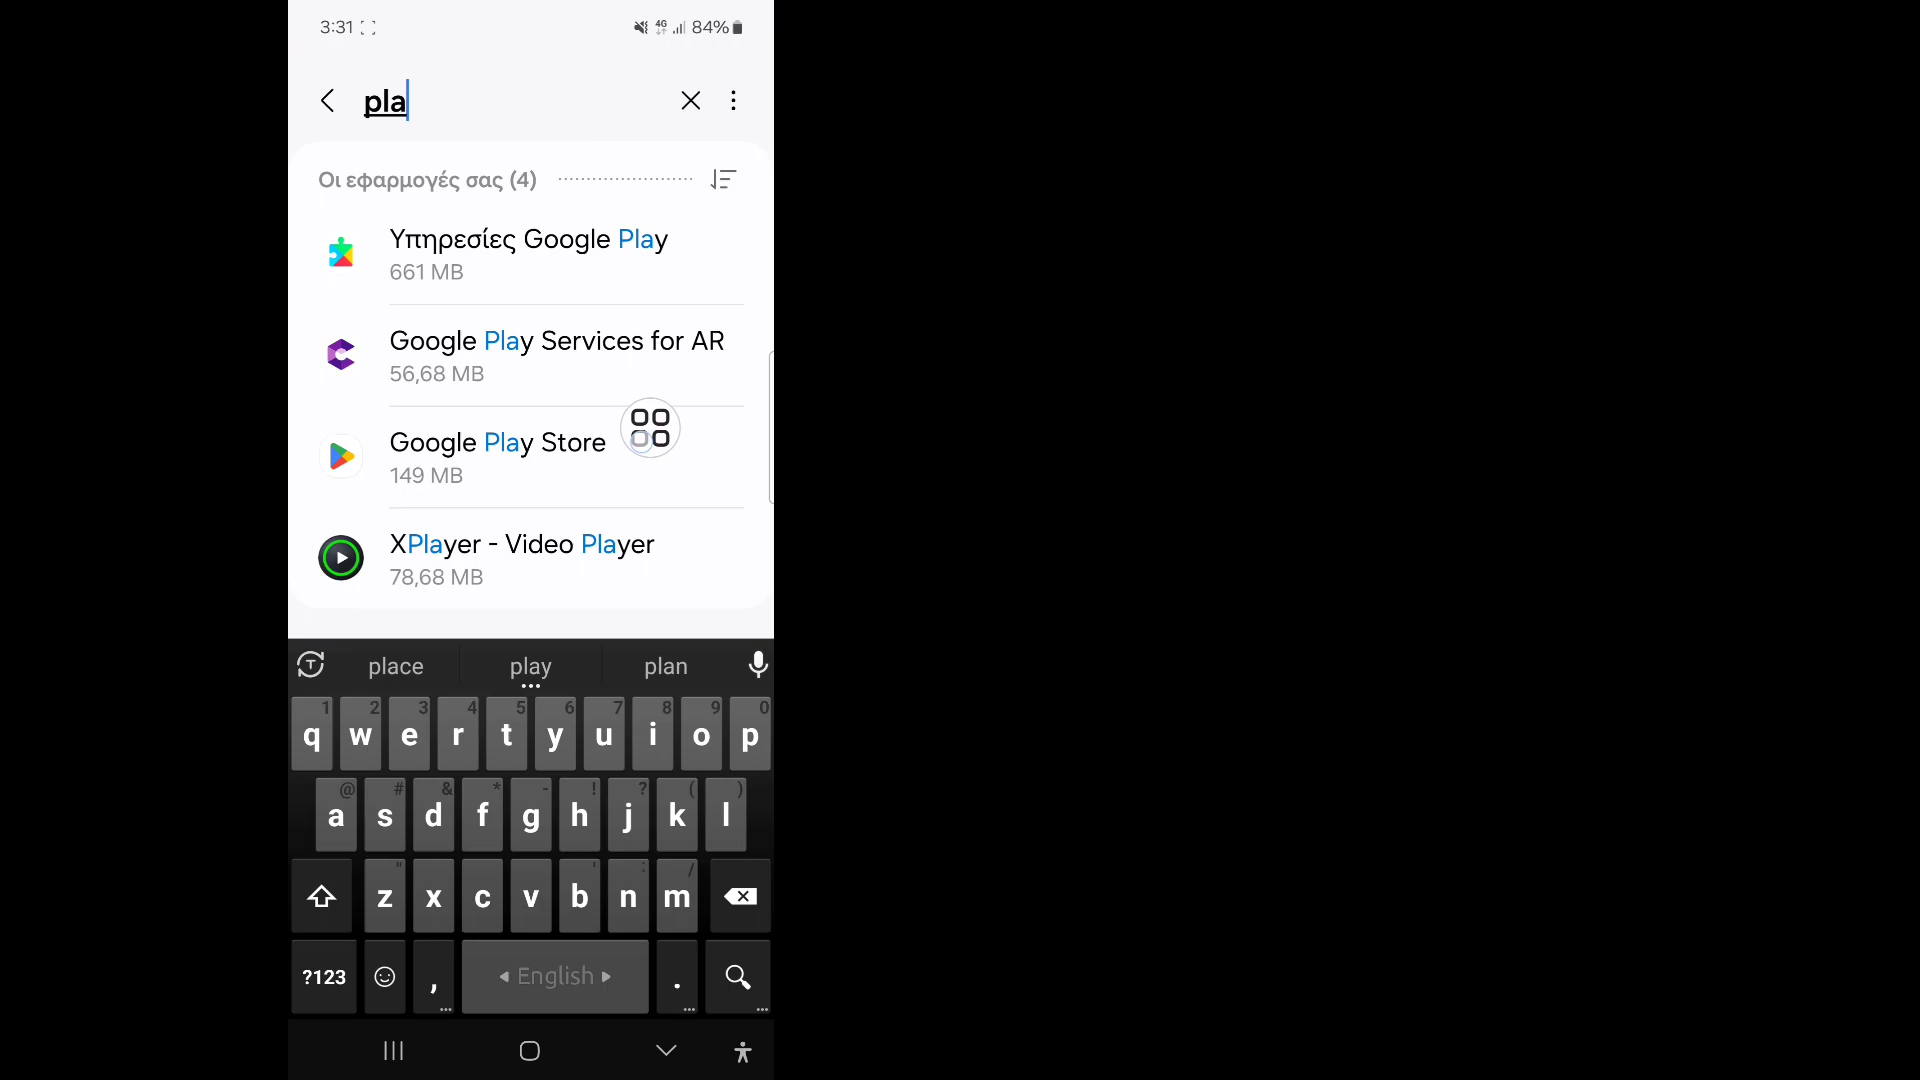 3:31 4G 84%
pla
Οι εφαρμογές σας (4)
Υπηρεσίες Google Play
661 MB
Google Play Services for AR
56,68 MB
Google Play Store
149 MB
XPlayer - Video Player
78,68 MB
T place play plan
1 2 3 4 5 6 7 8 9 0
q w e r t y u i o p
@ # & * - ! ? ( )
a s d f g h j k l
" ' : /
z x c v b n m
?123 , English .